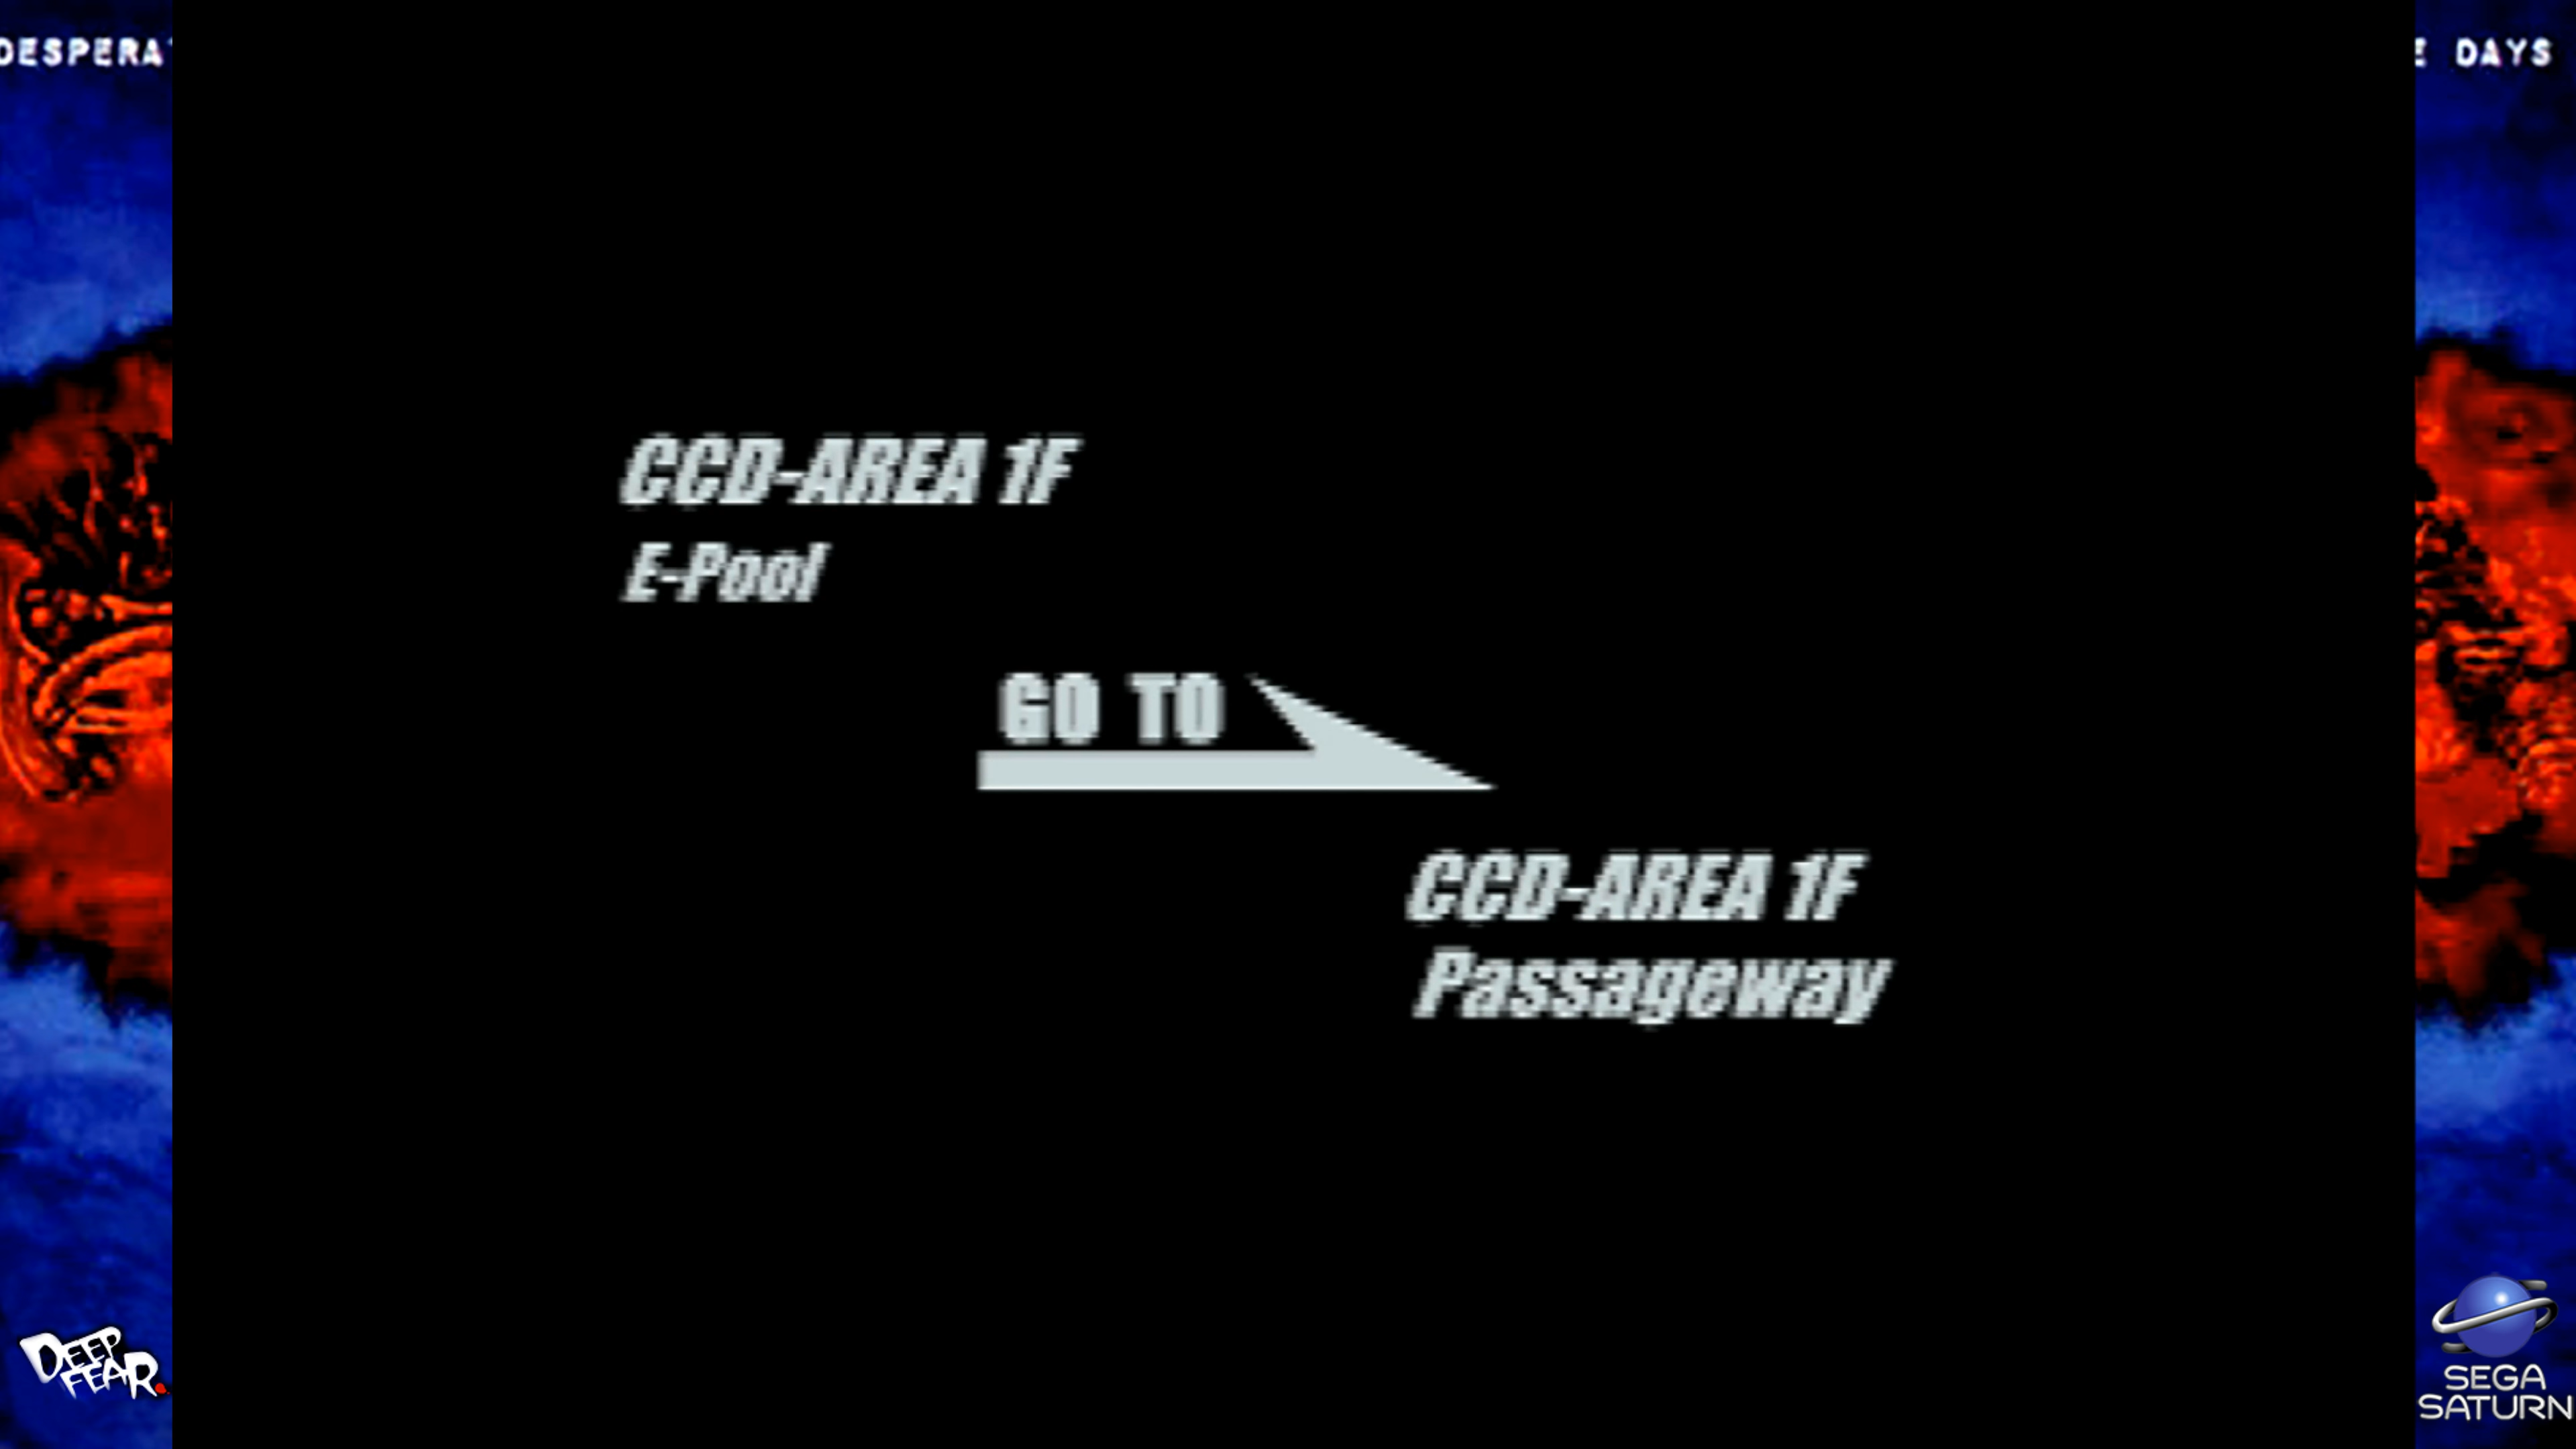 DESPERA
E DAYS
CCD-AREA 1F
E-Pool
GO TO
CCD-AREA 1F
Passageway
DEEP
FEAR.
SEGA
SATURN